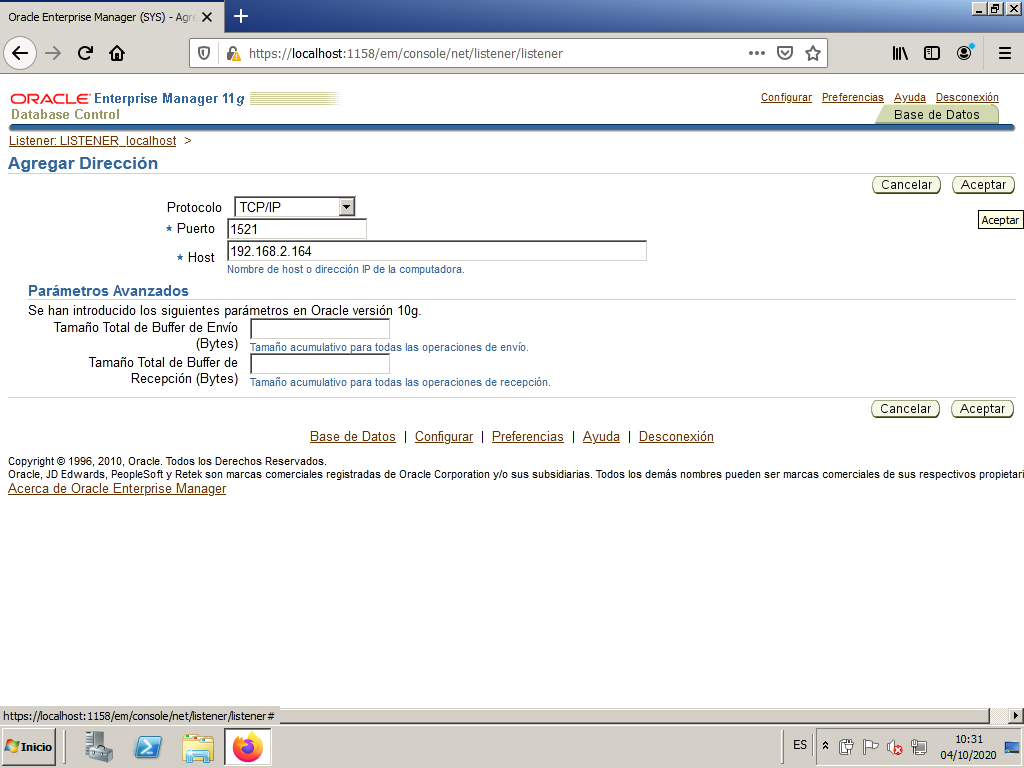 Oracle Enterprise Manager (SYS) - Agre
https://localhost:1158/em/console/net/listener/listener
ORACLE Enterprise Manager 11g
Database Control
Configurar Preferencias Ayuda Desconexión
Base de Datos
Listener: LISTENER_localhost >
Agregar Dirección
Cancelar Aceptar
Protocolo TCP/IP
Aceptar
* Puerto 1521
* Host 192.168.2.164
Nombre de host o dirección IP de la computadora.
Parámetros Avanzados
Se han introducido los siguientes parámetros en Oracle versión 10g.
Tamaño Total de Buffer de Envío
(Bytes)
Tamaño acumulativo para todas las operaciones de envío.
Tamaño Total de Buffer de
Recepción (Bytes)
Tamaño acumulativo para todas las operaciones de recepción.
Cancelar Aceptar
Base de Datos | Configurar | Preferencias | Ayuda | Desconexión
Copyright © 1996, 2010, Oracle. Todos los Derechos Reservados.
Oracle, JD Edwards, PeopleSoft y Retek son marcas comerciales registradas de Oracle Corporation y/o sus subsidiarias. Todos los demás nombres pueden ser marcas comerciales de sus respectivos propietari
Acerca de Oracle Enterprise Manager
https://localhost:1158/em/console/net/listener/listener#
Inicio
ES
10:31
04/10/2020